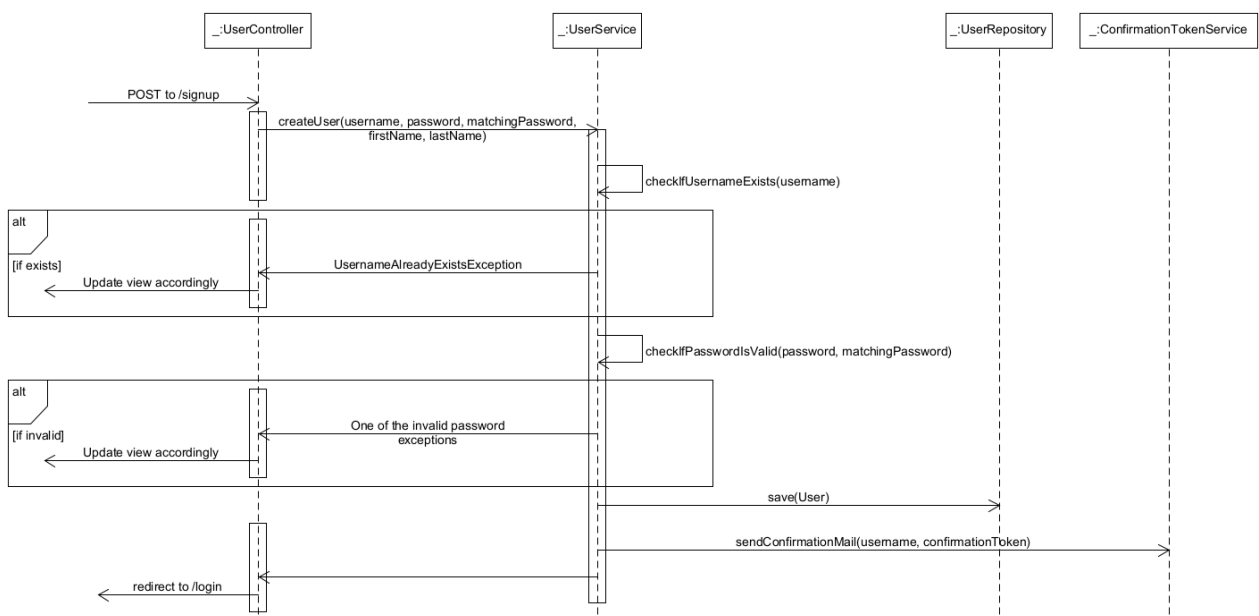 _:UserController
_:UserService
_:UserRepository
_:ConfirmationTokenService
POST to /signup
createUser(username, password, matchingPassword,
firstName, lastName)
checkIfUsernameExists(username)
alt
[if exists]
UsernameAlreadyExistsException
Update view accordingly
checkIfPasswordIsValid(password, matchingPassword)
alt
[if invalid]
One of the invalid password
exceptions
Update view accordingly
save(User)
sendConfirmationMail(username, confirmationToken)
redirect to /login